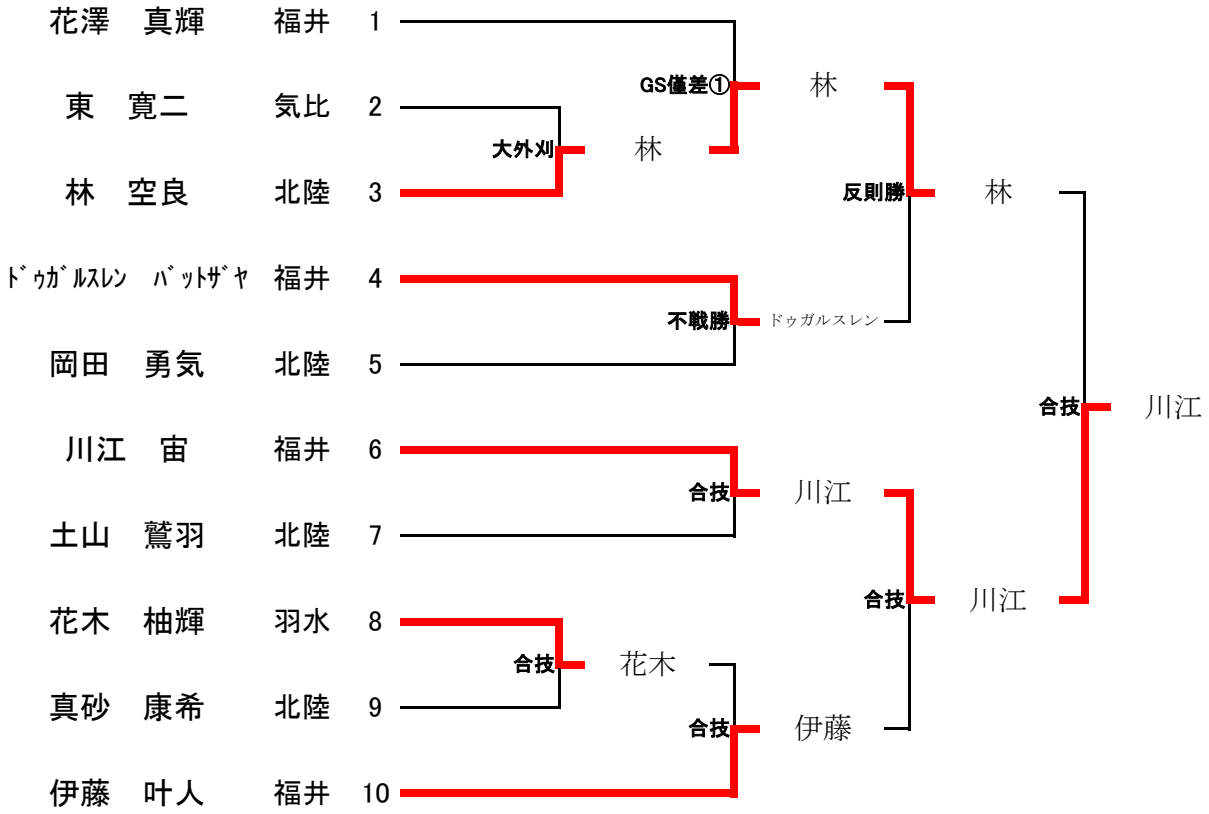 花澤　真輝　福井　1
GS僅差①　林
東　寛二　気比　2
大外刈　林
林　空良　北陸　3
反則勝　林
ﾄﾞｩｶﾞﾙｽﾚﾝ　ﾊﾞｯﾄｻﾞﾔ　福井　4
不戦勝　ドゥガルスレン
岡田　勇気　北陸　5
合技　川江
川江　宙　福井　6
合技　川江
土山　鷲羽　北陸　7
合技　川江
花木　柚輝　羽水　8
合技　花木
真砂　康希　北陸　9
合技　伊藤
伊藤　叶人　福井　10